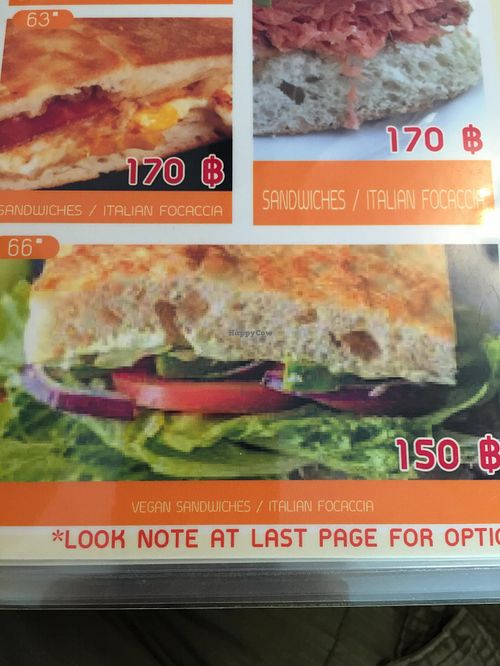 63"
170 ฿
170 ฿
SANDWICHES / ITALIAN FOCACCIA
SANDWICHES / ITALIAN FOCACCIA
66"
HappyCow
150 ฿
VEGAN SANDWICHES / ITALIAN FOCACCIA
*LOOK NOTE AT LAST PAGE FOR OPTIO